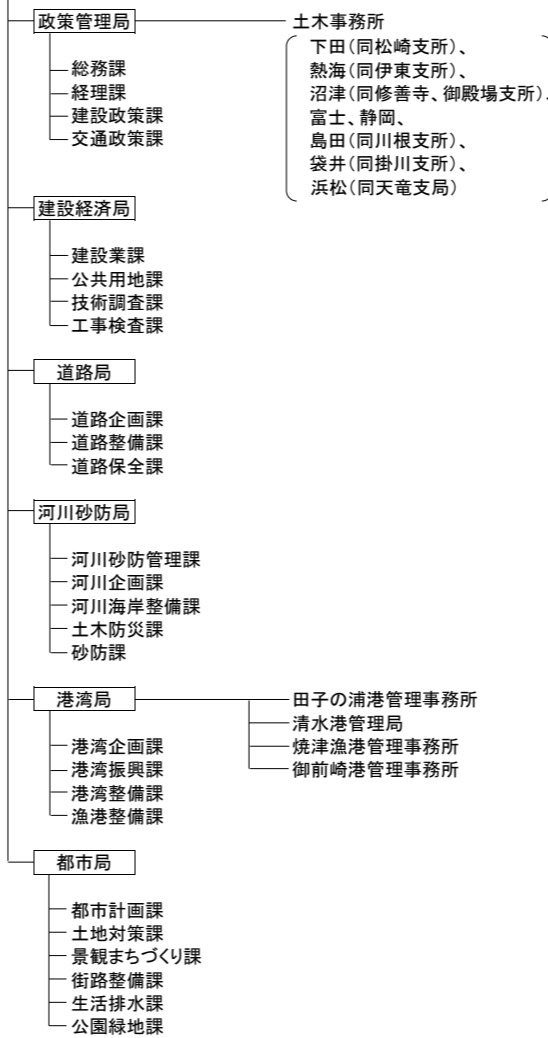 政策管理局
土木事務所
下田(同松崎支所)、
熱海(同伊東支所)、
沼津(同修善寺、御殿場支所)、
富士、静岡、
島田(同川根支所)、
袋井(同掛川支所)、
浜松(同天竜支局)
総務課
経理課
建設政策課
交通政策課
建設経済局
建設業課
公共用地課
技術調査課
工事検査課
道路局
道路企画課
道路整備課
道路保全課
河川砂防局
河川砂防管理課
河川企画課
河川海岸整備課
土木防災課
砂防課
港湾局
田子の浦港管理事務所
清水港管理局
焼津漁港管理事務所
御前崎港管理事務所
港湾企画課
港湾振興課
港湾整備課
漁港整備課
都市局
都市計画課
土地対策課
景観まちづくり課
街路整備課
生活排水課
公園緑地課